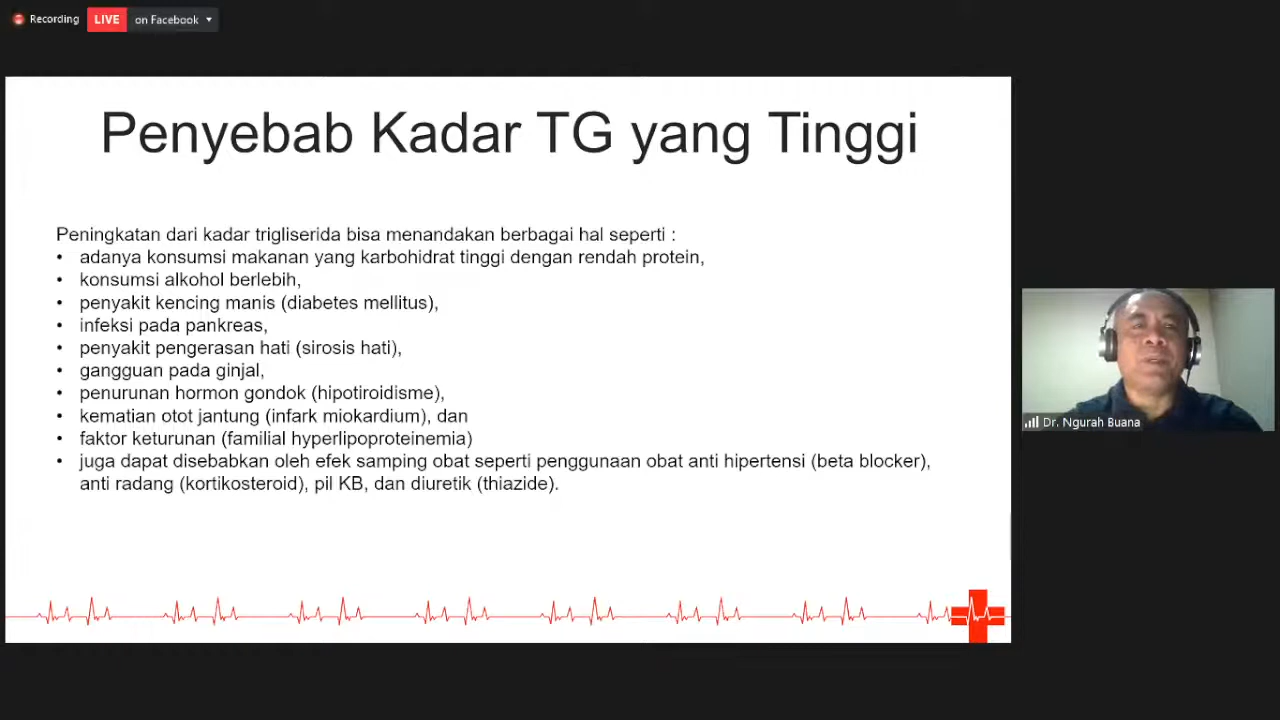 Recording
LIVE on Facebook
Penyebab Kadar TG yang Tinggi
Peningkatan dari kadar trigliserida bisa menandakan berbagai hal seperti :
• adanya konsumsi makanan yang karbohidrat tinggi dengan rendah protein,
• konsumsi alkohol berlebih,
• penyakit kencing manis (diabetes mellitus),
• infeksi pada pankreas,
• penyakit pengerasan hati (sirosis hati),
• gangguan pada ginjal,
• penurunan hormon gondok (hipotiroidisme),
• kematian otot jantung (infark miokardium), dan
• faktor keturunan (familial hyperlipoproteinemia)
• juga dapat disebabkan oleh efek samping obat seperti penggunaan obat anti hipertensi (beta blocker),
anti radang (kortikosteroid), pil KB, dan diuretik (thiazide).
Dr. Ngurah Buana